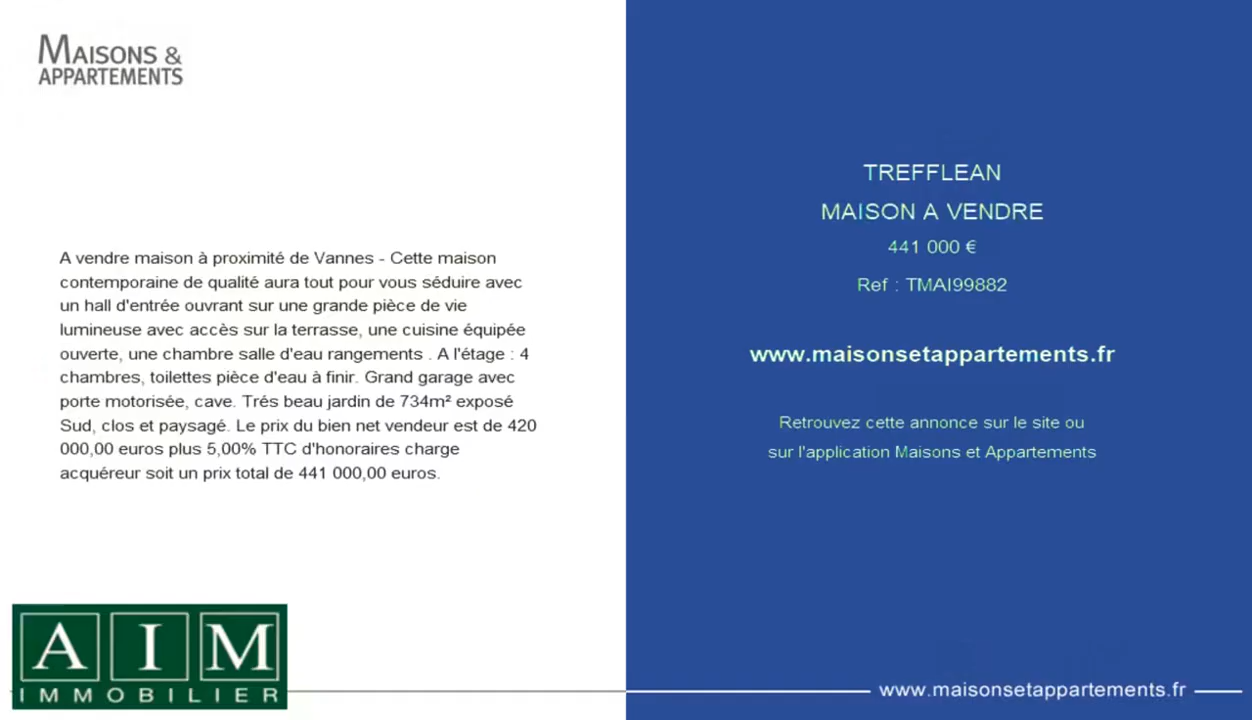 MAISONS &
APPARTEMENTS
A vendre maison à proximité de Vannes - Cette maison
contemporaine de qualité aura tout pour vous séduire avec
un hall d'entrée ouvrant sur une grande pièce de vie
lumineuse avec accès sur la terrasse, une cuisine équipée
ouverte, une chambre salle d'eau rangements . A l'étage : 4
chambres, toilettes pièce d'eau à finir. Grand garage avec
porte motorisée, cave. Trés beau jardin de 734m² exposé
Sud, clos et paysagé. Le prix du bien net vendeur est de 420
000,00 euros plus 5,00% TTC d'honoraires charge
acquéreur soit un prix total de 441 000,00 euros.
AIM
IMMOBILIER
TREFFLEAN
MAISON A VENDRE
441 000 €
Ref : TMAI99882
www.maisonsetappartements.fr
Retrouvez cette annonce sur le site ou
sur l'application Maisons et Appartements
www.maisonsetappartements.fr